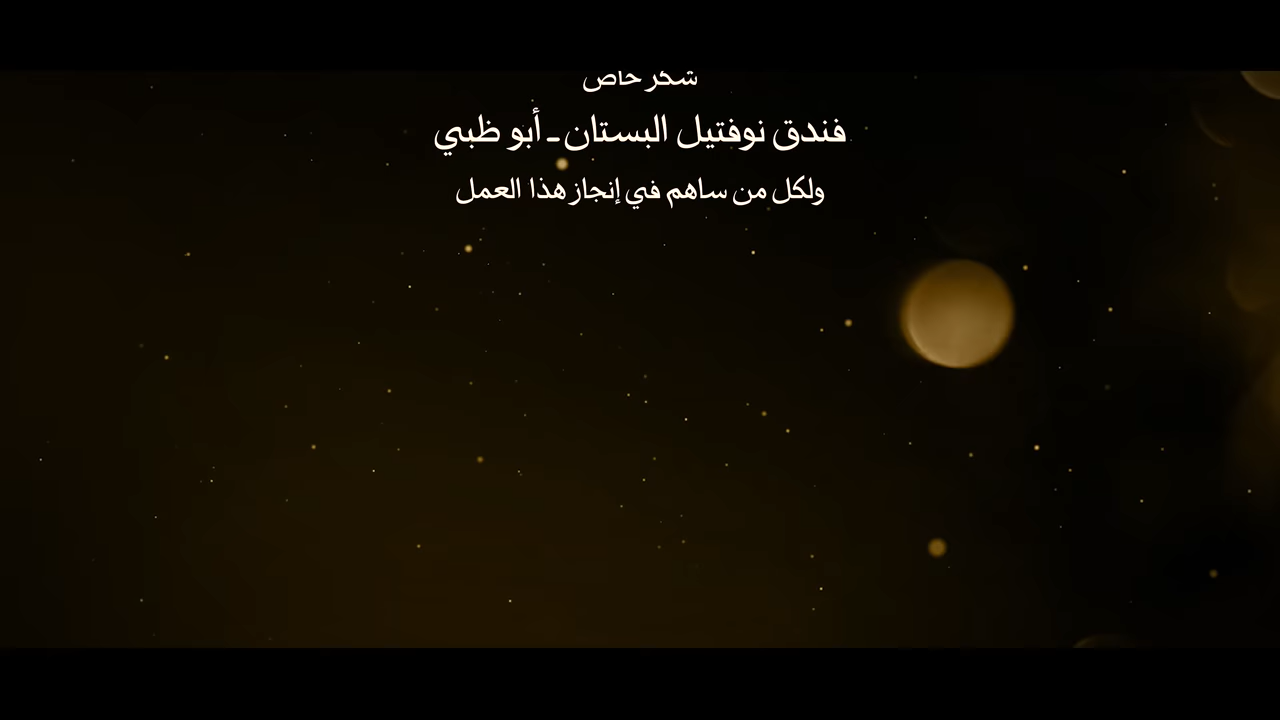 شكر خاص
فندق نوفتيل البستان - أبو ظبي
ولكل من ساهم في إنجاز هذا العمل